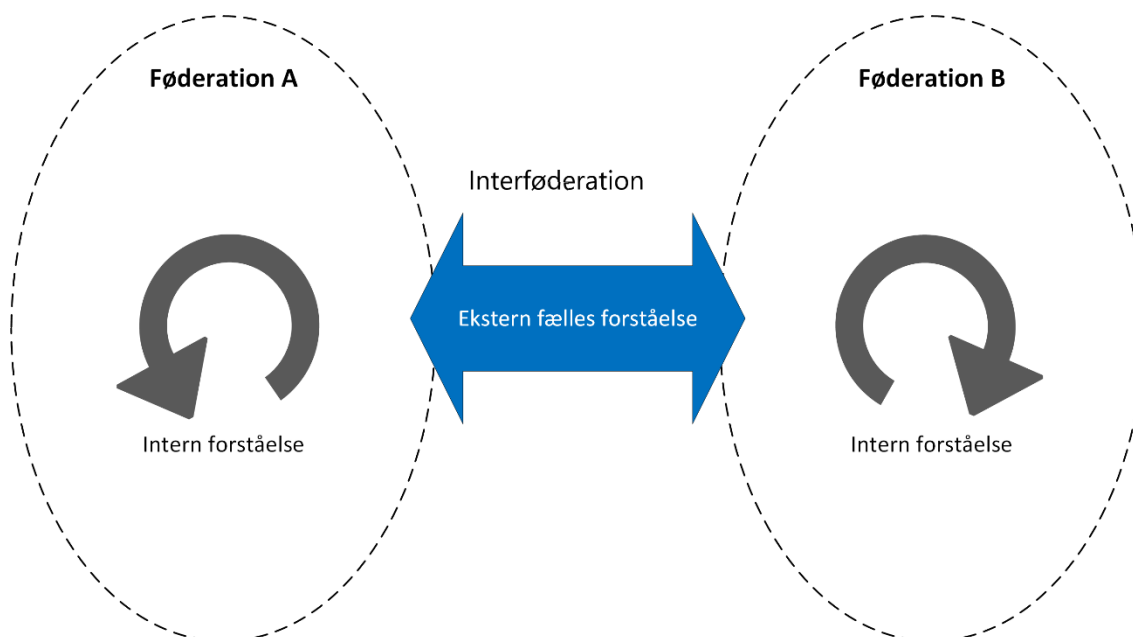 Føderation A
Føderation B
Interføderation
Ekstern fælles forståelse
Intern forståelse
Intern forståelse